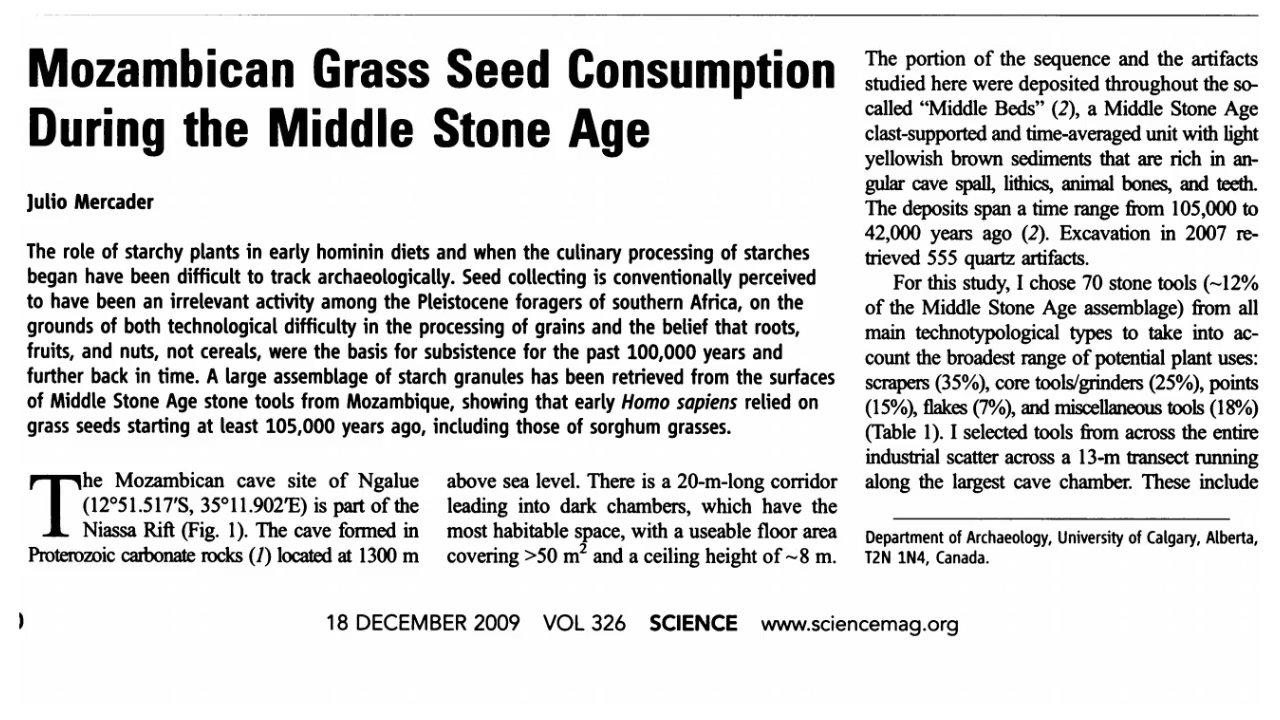 Mozambican Grass Seed Consumption
During the Middle Stone Age
Julio Mercader
The role of starchy plants in early hominin diets and when the culinary processing of starches
began have been difficult to track archaeologically. Seed collecting is conventionally perceived
to have been an irrelevant activity among the Pleistocene foragers of southern Africa, on the
grounds of both technological difficulty in the processing of grains and the belief that roots,
fruits, and nuts, not cereals, were the basis for subsistence for the past 100,000 years and
further back in time. A large assemblage of starch granules has been retrieved from the surfaces
of Middle Stone Age stone tools from Mozambique, showing that early Homo sapiens relied on
grass seeds starting at least 105,000 years ago, including those of sorghum grasses.
The Mozambican cave site of Ngalue
(12°51.517′S, 35°11.902′E) is part of the
Niassa Rift (Fig. 1). The cave formed in
Proterozoic carbonate rocks (1) located at 1300 m
above sea level. There is a 20-m-long corridor
leading into dark chambers, which have the
most habitable space, with a useable floor area
covering >50 m² and a ceiling height of ~8 m.
The portion of the sequence and the artifacts
studied here were deposited throughout the so-
called “Middle Beds” (2), a Middle Stone Age
clast-supported and time-averaged unit with light
yellowish brown sediments that are rich in an-
gular cave spall, lithics, animal bones, and teeth.
The deposits span a time range from 105,000 to
42,000 years ago (2). Excavation in 2007 re-
trieved 555 quartz artifacts.
For this study, I chose 70 stone tools (~12%
of the Middle Stone Age assemblage) from all
main technotypological types to take into ac-
count the broadest range of potential plant uses:
scrapers (35%), core tools/grinders (25%), points
(15%), flakes (7%), and miscellaneous tools (18%)
(Table 1). I selected tools from across the entire
industrial scatter across a 13-m transect running
along the largest cave chamber. These include
Department of Archaeology, University of Calgary, Alberta,
T2N 1N4, Canada.
18 DECEMBER 2009 VOL 326 SCIENCE www.sciencemag.org